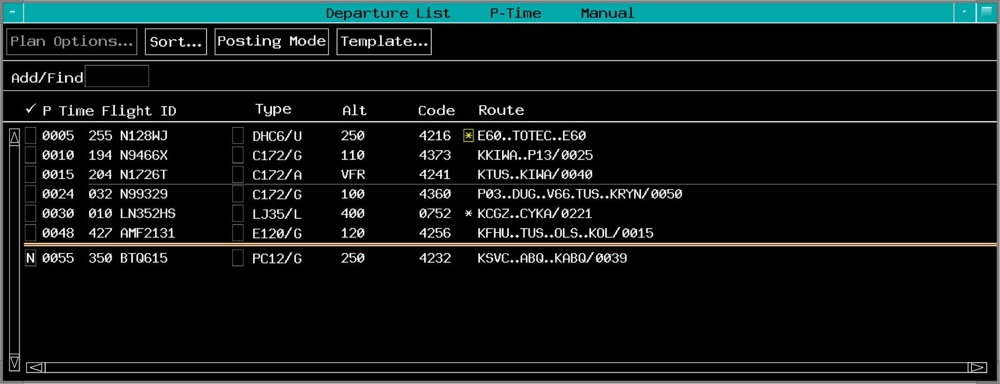 Departure List P-Time Manual
Plan Options... Sort... Posting Mode Template...
Add/Find
✓ P Time Flight ID Type Alt Code Route
0005 255 N128WJ DHC6/U 250 4216 * E60..TOTEC..E60
0010 194 N9466X C172/G 110 4373 KKIWA..P13/0025
0015 204 N1726T C172/A VFR 4241 KTUS..KIWA/0040
0024 032 N99329 C172/G 100 4360 P03..DUG..V66.TUS..KRYN/0050
0030 010 LN352HS LJ35/L 400 0752 * KCGZ..CYKA/0221
0048 427 AMF2131 E120/G 120 4256 KFHU..TUS..OLS..KOL/0015
N 0055 350 BTQ615 PC12/G 250 4232 KSVC..ABQ..KABQ/0039